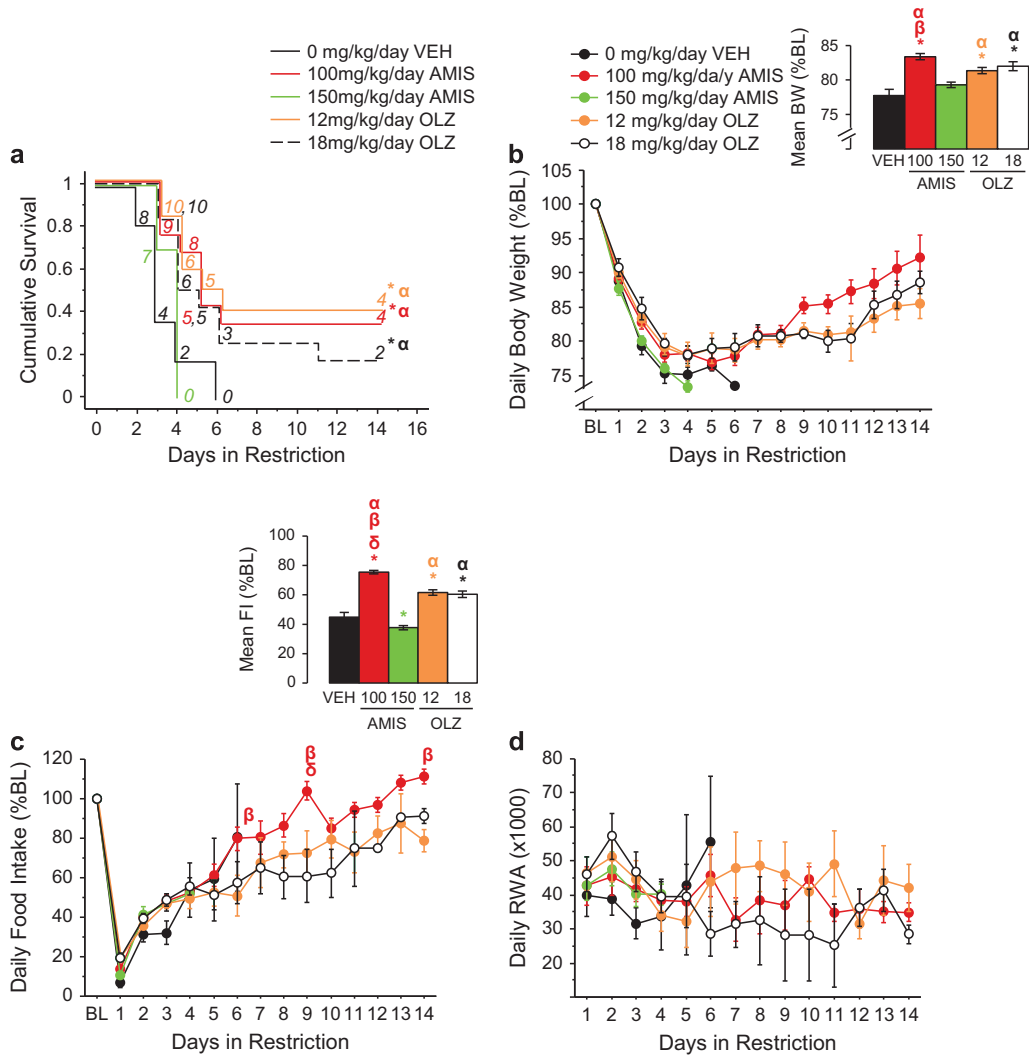 0 mg/kg/day VEH
100mg/kg/day AMIS
150mg/kg/day AMIS
12mg/kg/day OLZ
18mg/kg/day OLZ
a
Cumulative Survival
1
0.8
0.6
0.4
0.2
0
8
7
4
2
0
0
10,10
9
8
6
6
5
5,5
3
4 * α
4 *α
2 *α
0 2 4 6 8 10 12 14 16
Days in Restriction
0 mg/kg/day VEH
100 mg/kg/da/y AMIS
150 mg/kg/day AMIS
12 mg/kg/day OLZ
18 mg/kg/day OLZ
Mean BW (%BL)
85
80
75
α
β
*
α
*
α
*
VEH 100 150 12 18
AMIS OLZ
b
Daily Body Weight (%BL)
105
100
95
90
85
80
75
BL 1 2 3 4 5 6 7 8 9 10 11 12 13 14
Days in Restriction
Mean FI (%BL)
100
80
60
40
20
0
α
β
δ
*
*
α
*
α
*
VEH 100 150 12 18
AMIS OLZ
c
Daily Food Intake (%BL)
120
100
80
60
40
20
0
β
β
δ
β
BL 1 2 3 4 5 6 7 8 9 10 11 12 13 14
Days in Restriction
d
Daily RWA (x1000)
80
70
60
50
40
30
20
1 2 3 4 5 6 7 8 9 10 11 12 13 14
Days in Restriction